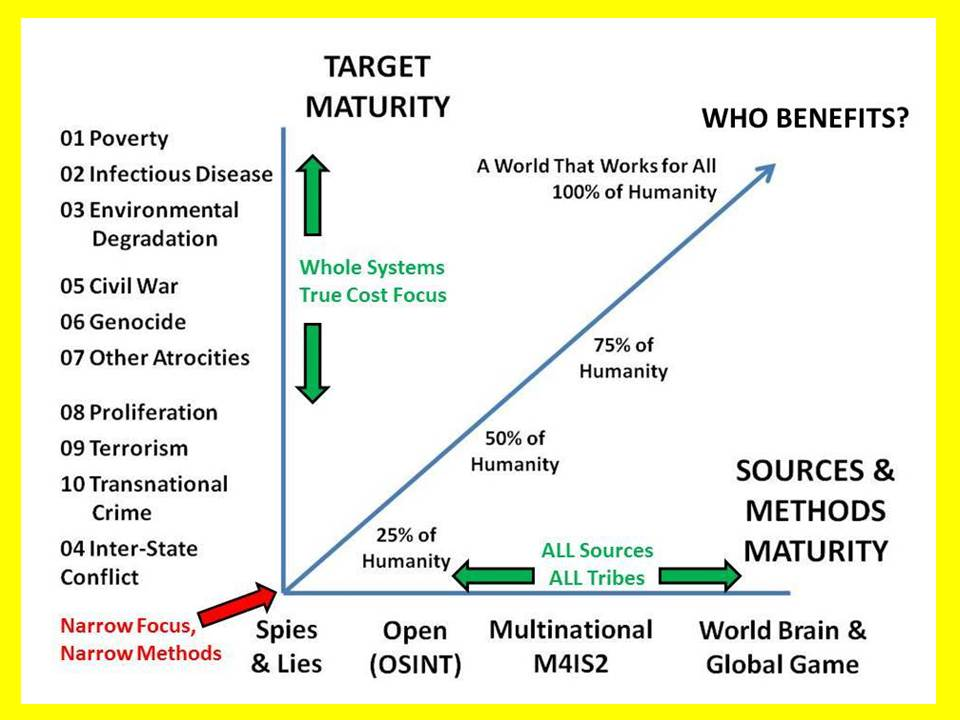 TARGET
MATURITY
WHO BENEFITS?
01 Poverty
02 Infectious Disease
03 Environmental
Degradation
05 Civil War
06 Genocide
07 Other Atrocities
08 Proliferation
09 Terrorism
10 Transnational
Crime
04 Inter-State
Conflict
Narrow Focus,
Narrow Methods
Whole Systems
True Cost Focus
A World That Works for All
100% of Humanity
75% of
Humanity
50% of
Humanity
25% of
Humanity
ALL Sources
ALL Tribes
SOURCES &
METHODS
MATURITY
Spies
& Lies
Open
(OSINT)
Multinational
M4IS2
World Brain &
Global Game